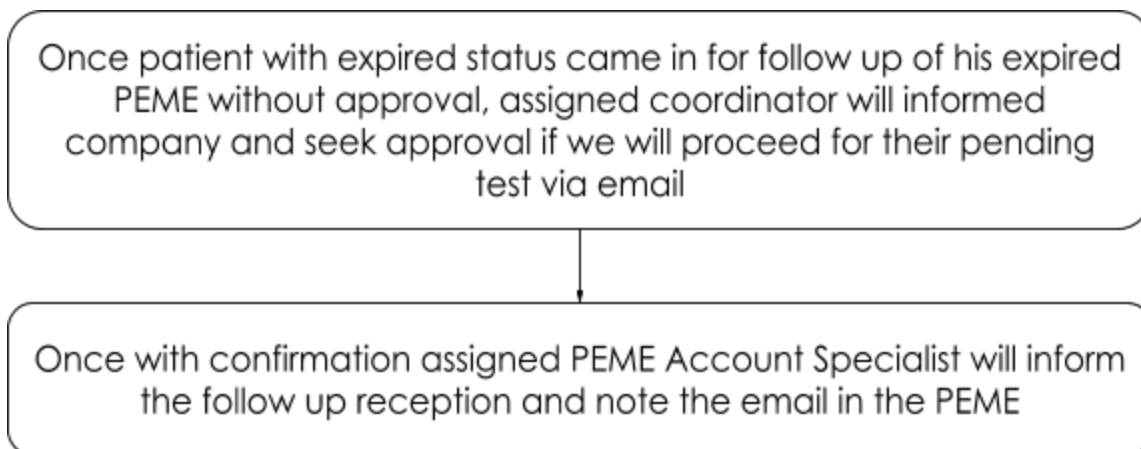 Once patient with expired status came in for follow up of his expired
PEME without approval, assigned coordinator will informed
company and seek approval if we will proceed for their pending
test via email
Once with confirmation assigned PEME Account Specialist will inform
the follow up reception and note the email in the PEME